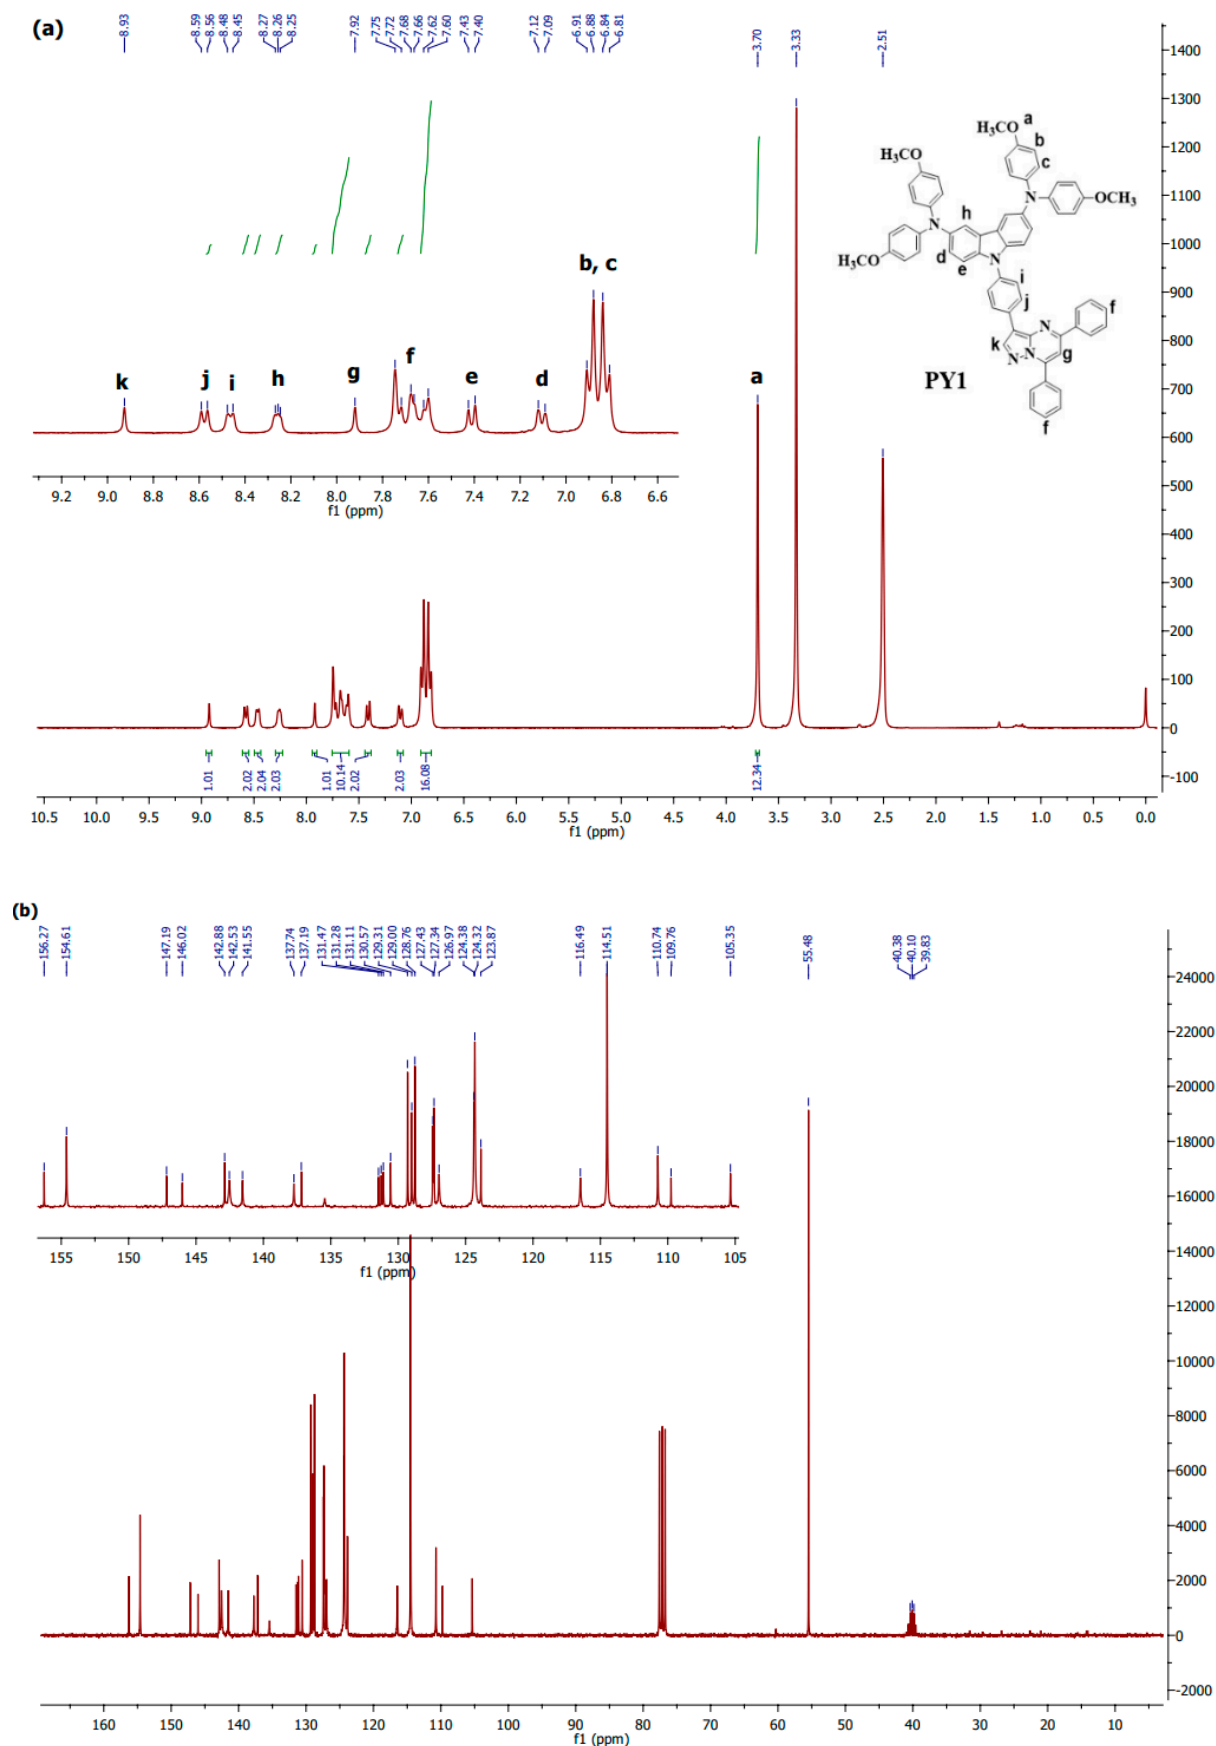 (a)
8.93
8.59
8.56
8.48
8.45
8.27
8.26
8.25
7.92
7.75
7.72
7.68
7.66
7.62
7.60
7.43
7.40
7.12
7.09
6.91
6.88
6.84
6.81
3.70
3.33
2.51
1400
1300
1200
1100
1000
900
800
700
600
500
400
300
200
100
0
-100
H₃CO a
H₃CO b
c
OCH₃
H₃CO
h
N
N
d
e
N
i
j
f
N
k
N
N
g
f
PY1
k
j
i
h
g
f
e
d
b, c
a
9.2 9.0 8.8 8.6 8.4 8.2 8.0 7.8 7.6 7.4 7.2 7.0 6.8 6.6
f1 (ppm)
1.01
2.02
2.04
2.03
1.01
10.14
2.02
2.03
16.08
12.34
10.5 10.0 9.5 9.0 8.5 8.0 7.5 7.0 6.5 6.0 5.5 5.0 4.5 4.0 3.5 3.0 2.5 2.0 1.5 1.0 0.5 0.0
f1 (ppm)
(b)
156.27
154.61
147.19
146.02
142.88
142.53
141.55
137.74
137.19
131.47
131.28
131.11
130.57
129.31
129.00
128.76
127.43
127.34
126.97
124.38
124.32
123.87
116.49
114.51
110.74
109.76
105.35
55.48
40.38
40.10
39.83
24000
22000
20000
18000
16000
14000
12000
10000
8000
6000
4000
2000
0
-2000
155 150 145 140 135 130 125 120 115 110 105
f1 (ppm)
160 150 140 130 120 110 100 90 80 70 60 50 40 30 20 10 0
f1 (ppm)